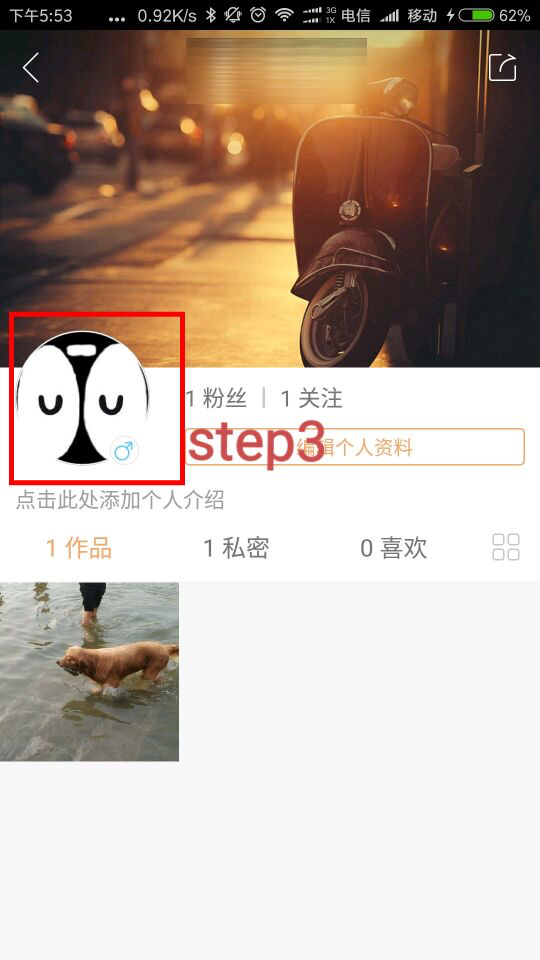 下午5:53 ... 0.92K/s 3G 1X 电信 移动 62%
1 粉丝 | 1 关注
step3
编辑个人资料
点击此处添加个人介绍
1 作品 1 私密 0 喜欢